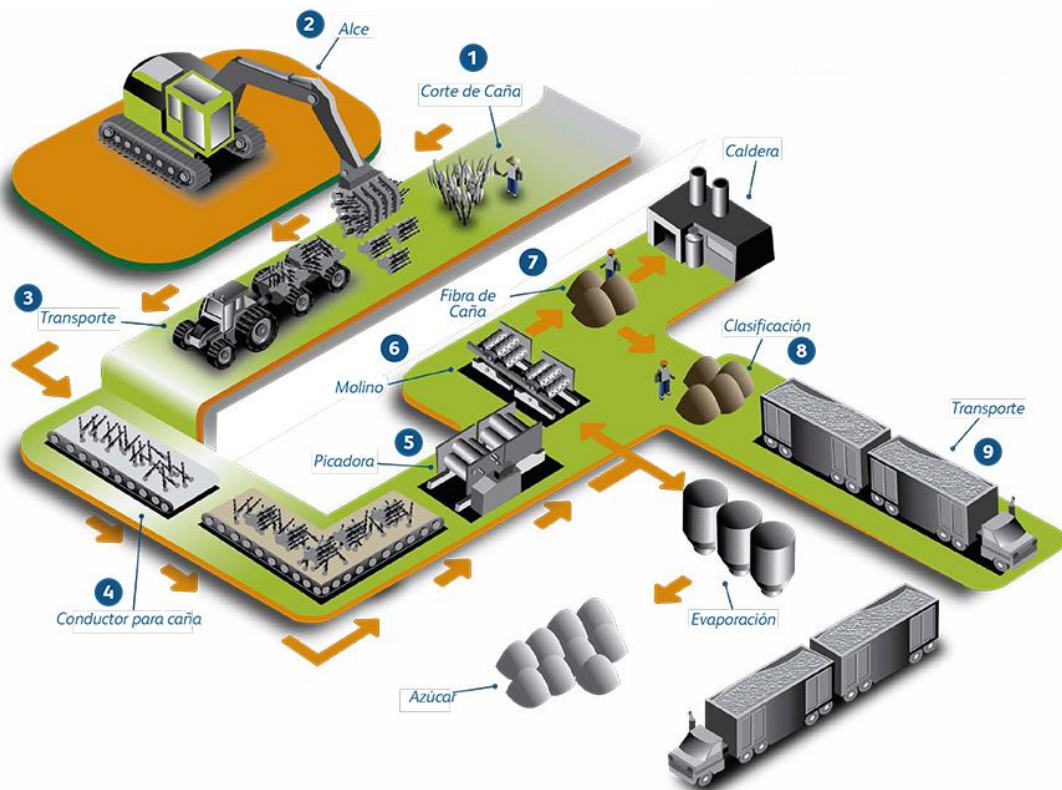 1
Corte de Caña
2
Alce
3
Transporte
4
Conductor para caña
5
Picadora
6
Molino
7
Fibra de
Caña
Caldera
Clasificación
8
Transporte
9
Evaporación
Azúcar